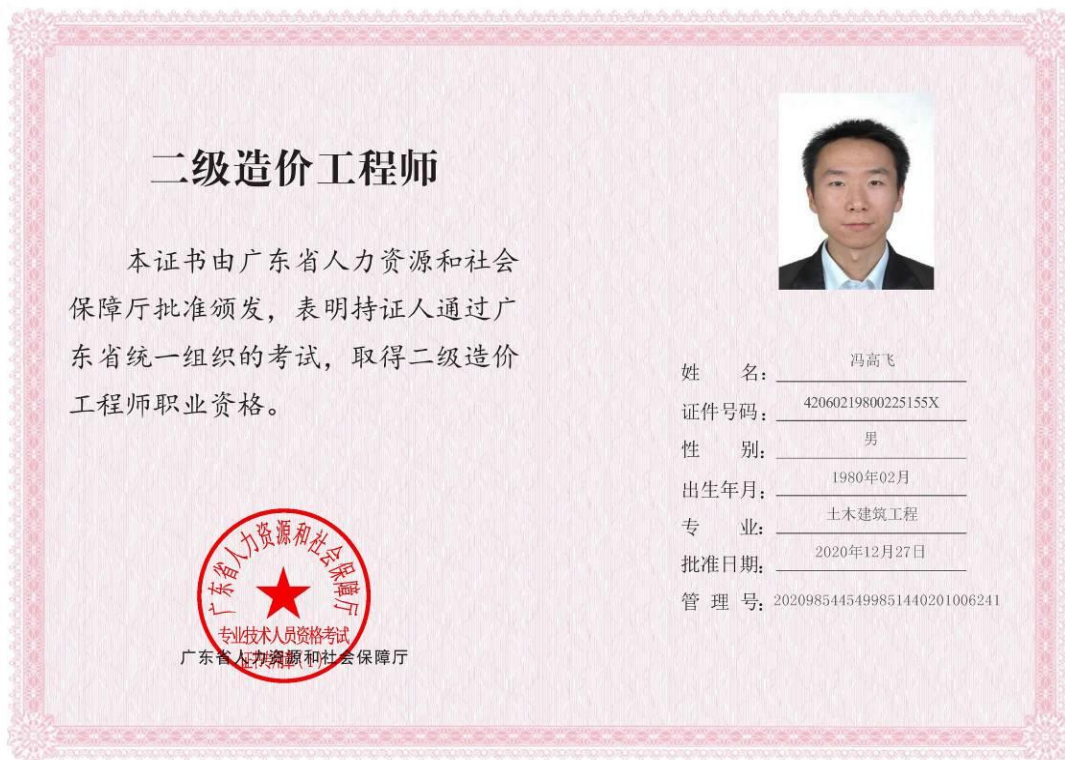 二级造价工程师
本证书由广东省人力资源和社会
保障厅批准颁发，表明持证人通过广
东省统一组织的考试，取得二级造价
工程师职业资格。
姓名：冯高飞
证件号码：42060219800225155X
性别：男
出生年月：1980年02月
专业：土木建筑工程
批准日期：2020年12月27日
管理号：2020985445499851440201006241
广东省人力资源和社会保障厅
专业技术人员资格考试
广东省人力资源和社会保障厅